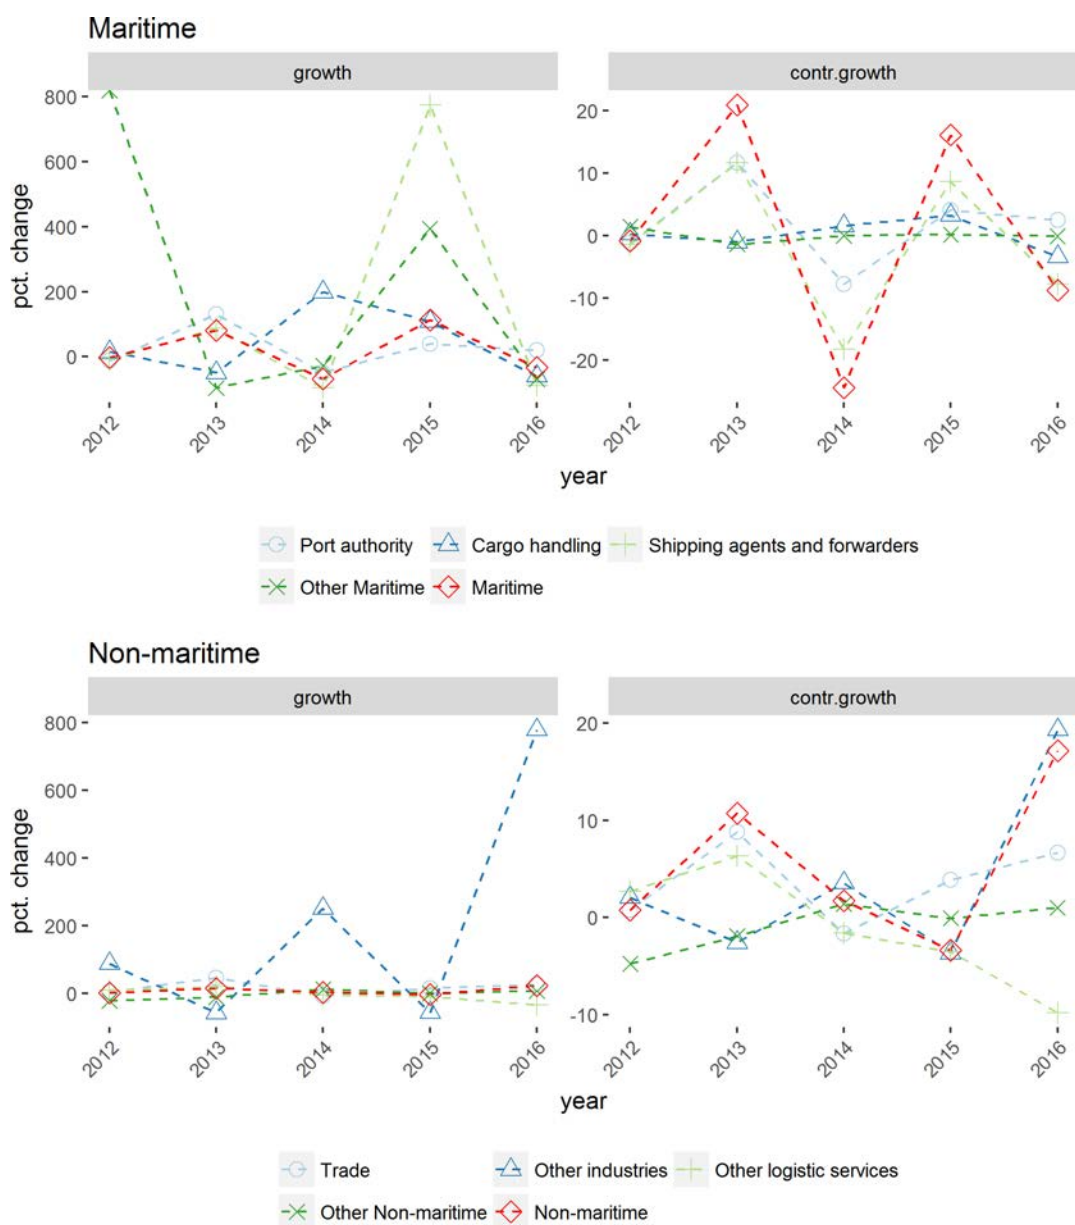 Maritime
growth
contr.growth
pct. change
800
600
400
200
0
20
10
0
-10
-20
2012
2013
2014
2015
2016
2012
2013
2014
2015
2016
year
Port authority
Cargo handling
Shipping agents and forwarders
Other Maritime
Maritime
Non-maritime
growth
contr.growth
pct. change
800
600
400
200
0
20
10
0
-10
2012
2013
2014
2015
2016
2012
2013
2014
2015
2016
year
Trade
Other industries
Other logistic services
Other Non-maritime
Non-maritime